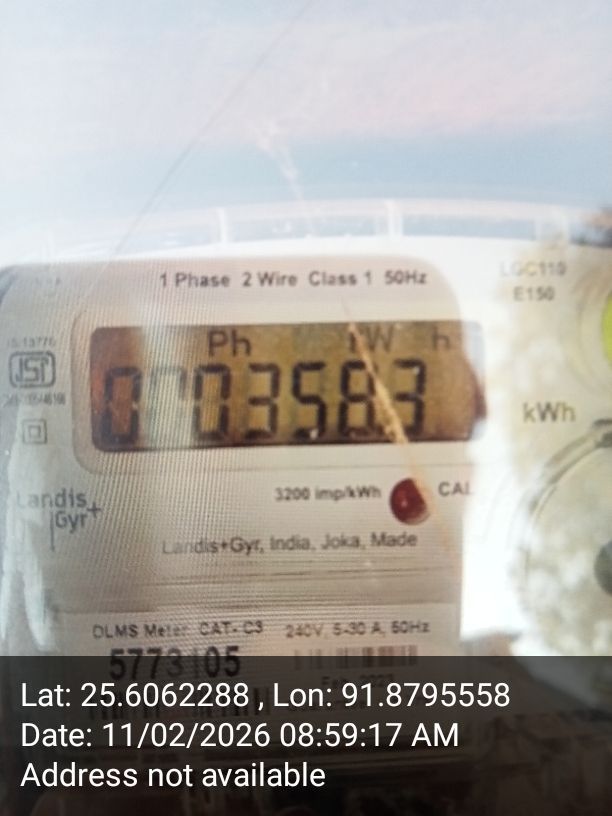 1 Phase 2 Wire Class 1 50Hz
LGC110
E150
Ph kW h
0003583
kWh
3200 imp/kWh
CAL
Landis+
Gyr
Landis+Gyr, India, Joka, Made
DLMS Meter CAT- C3 240V, 5-30 A, 50Hz
Lat: 25.6062288 , Lon: 91.8795558
Date: 11/02/2026 08:59:17 AM
Address not available